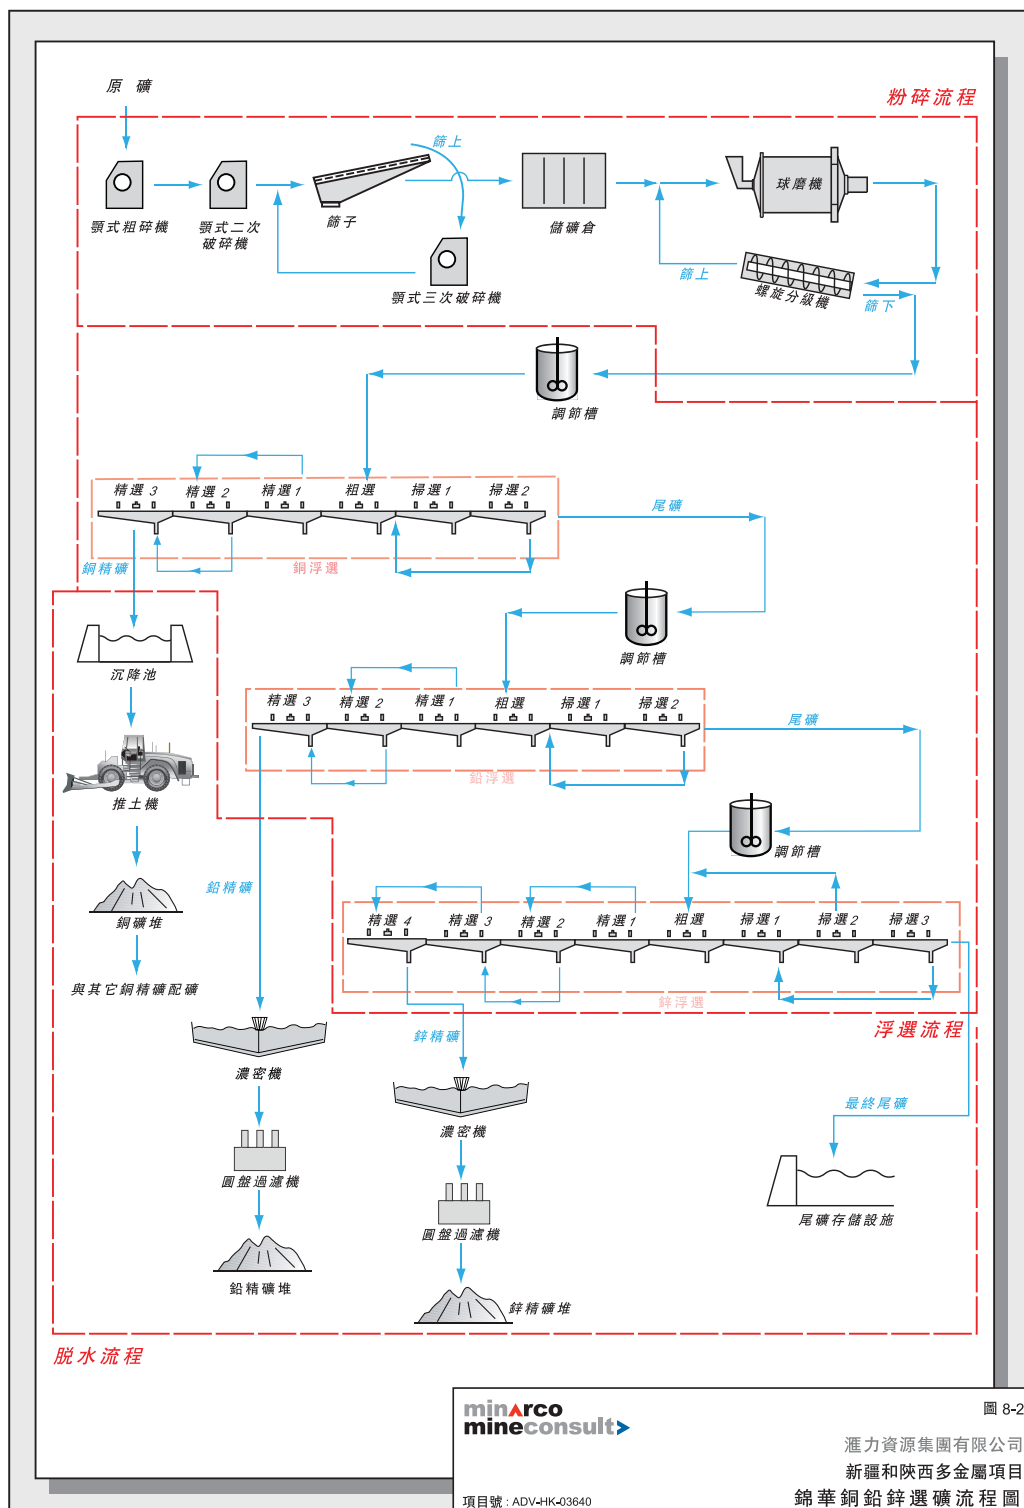 原 礦
粉碎流程
篩上
顎式粗碎機
顎式二次
破碎機
篩子
儲礦倉
球磨機
顎式三次破碎機
篩上
螺旋分級機
篩下
調節槽
精選 3
精選 2
精選 1
粗選
掃選 1
掃選 2
尾礦
銅精礦
銅浮選
調節槽
沉降池
精選 3
精選 2
精選 1
粗選
掃選 1
掃選 2
尾礦
鉛浮選
推土機
調節槽
鉛精礦
銅礦堆
精選 4
精選 3
精選 2
精選 1
粗選
掃選 1
掃選 2
掃選 3
與其它銅精礦配礦
鋅浮選
浮選流程
鋅精礦
濃密機
最終尾礦
濃密機
圓盤過濾機
尾礦存儲設施
圓盤過濾機
鉛精礦堆
鋅精礦堆
脱水流程
minarco
mineconsult
圖 8-2
滙力資源集團有限公司
新疆和陝西多金屬項目
項目號 : ADV-HK-03640
錦華銅鉛鋅選礦流程圖